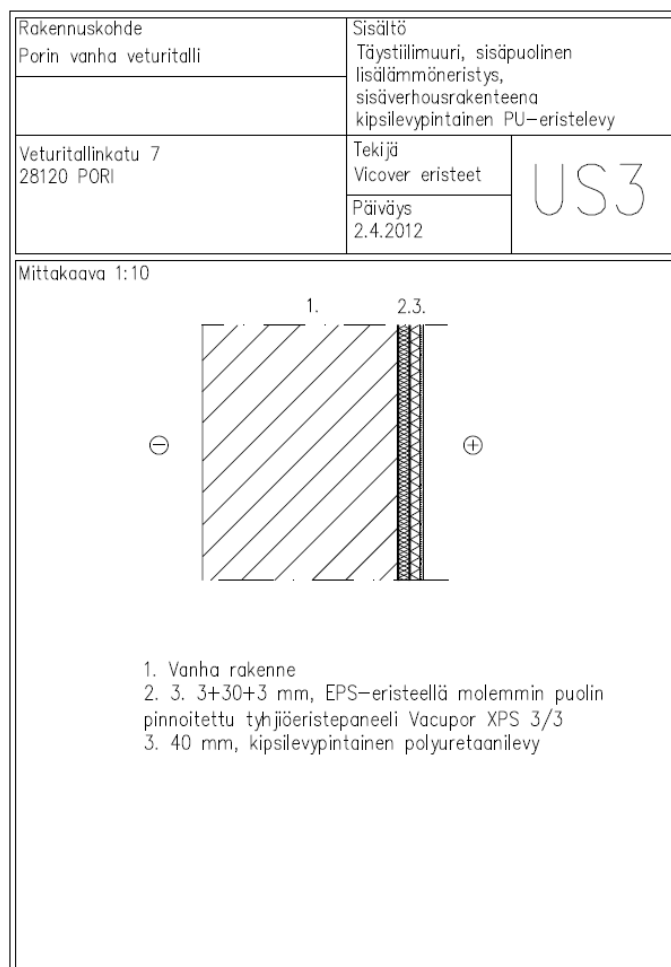 Rakennuskohde
Porin vanha veturitalli
Sisältö
Täystiilimuuri, sisäpuolinen
lisälämmöneristys,
sisäverhousrakenteena
kipsilevypintainen PU-eristelevy
Veturitallinkatu 7
28120 PORI
Tekijä
Vicover eristeet
Päiväys
2.4.2012
US3
Mittakaava 1:10
1.
2.3.
1. Vanha rakenne
2. 3. 3+30+3 mm, EPS-eristeellä molemmin puolin
pinnoitettu tyhjiöeristepaneeli Vacupor XPS 3/3
3. 40 mm, kipsilevypintainen polyuretaanilevy